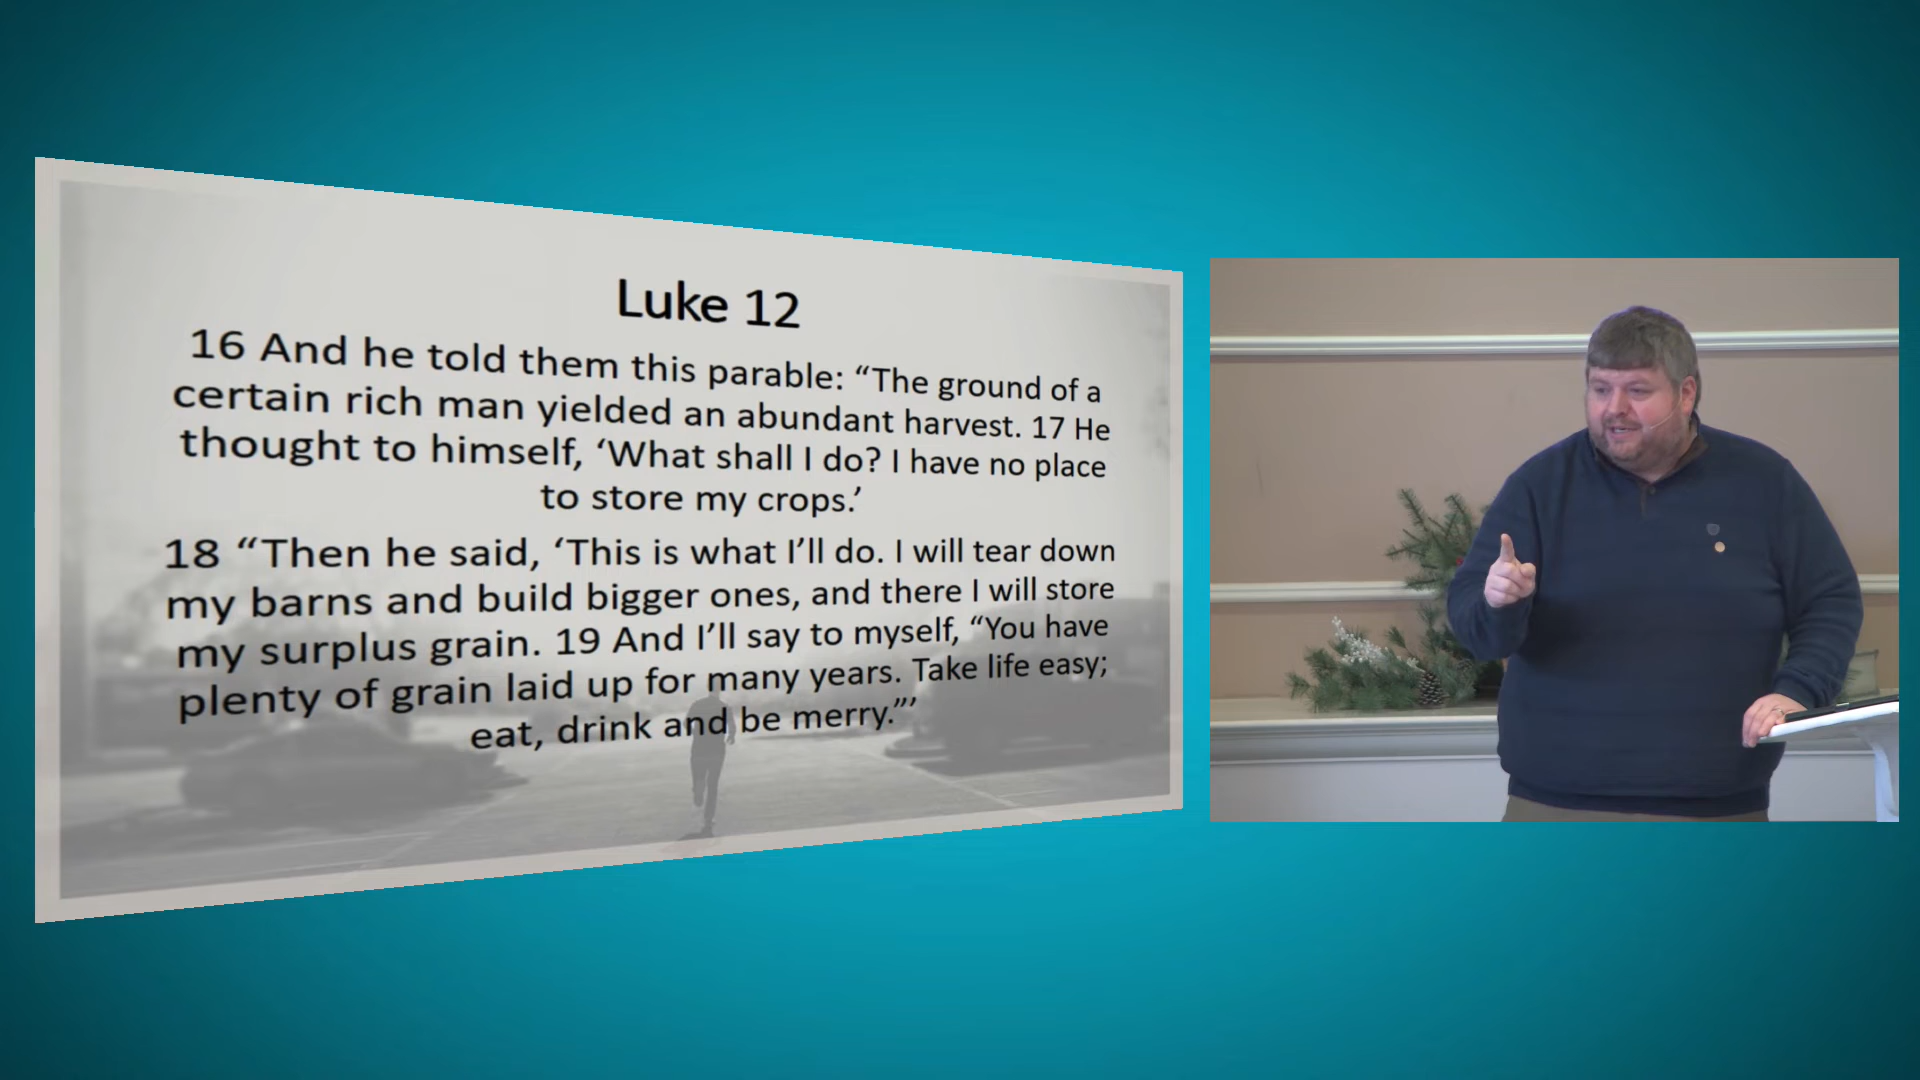 Luke 12
16 And he told them this parable: “The ground of a
certain rich man yielded an abundant harvest. 17 He
thought to himself, ‘What shall I do? I have no place
to store my crops.’
18 “Then he said, ‘This is what I’ll do. I will tear down
my barns and build bigger ones, and there I will store
my surplus grain. 19 And I’ll say to myself, “You have
plenty of grain laid up for many years. Take life easy;
eat, drink and be merry.”’